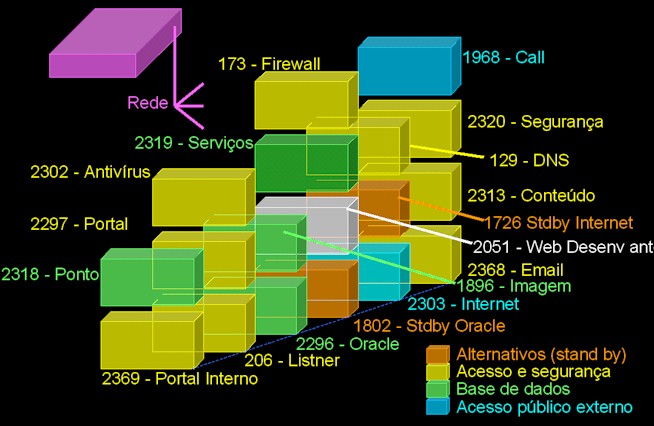 173 - Firewall
1968 - Call
Rede
2320 - Segurança
2319 - Serviços
129 - DNS
2302 - Antivírus
2313 - Conteúdo
2297 - Portal
1726 Stdby Internet
2051 - Web Desenv ant
2318 - Ponto
2368 - Email
1896 - Imagem
2303 - Internet
1802 - Stdby Oracle
2296 - Oracle
206 - Listner
2369 - Portal Interno
Alternativos (stand by)
Acesso e segurança
Base de dados
Acesso público externo